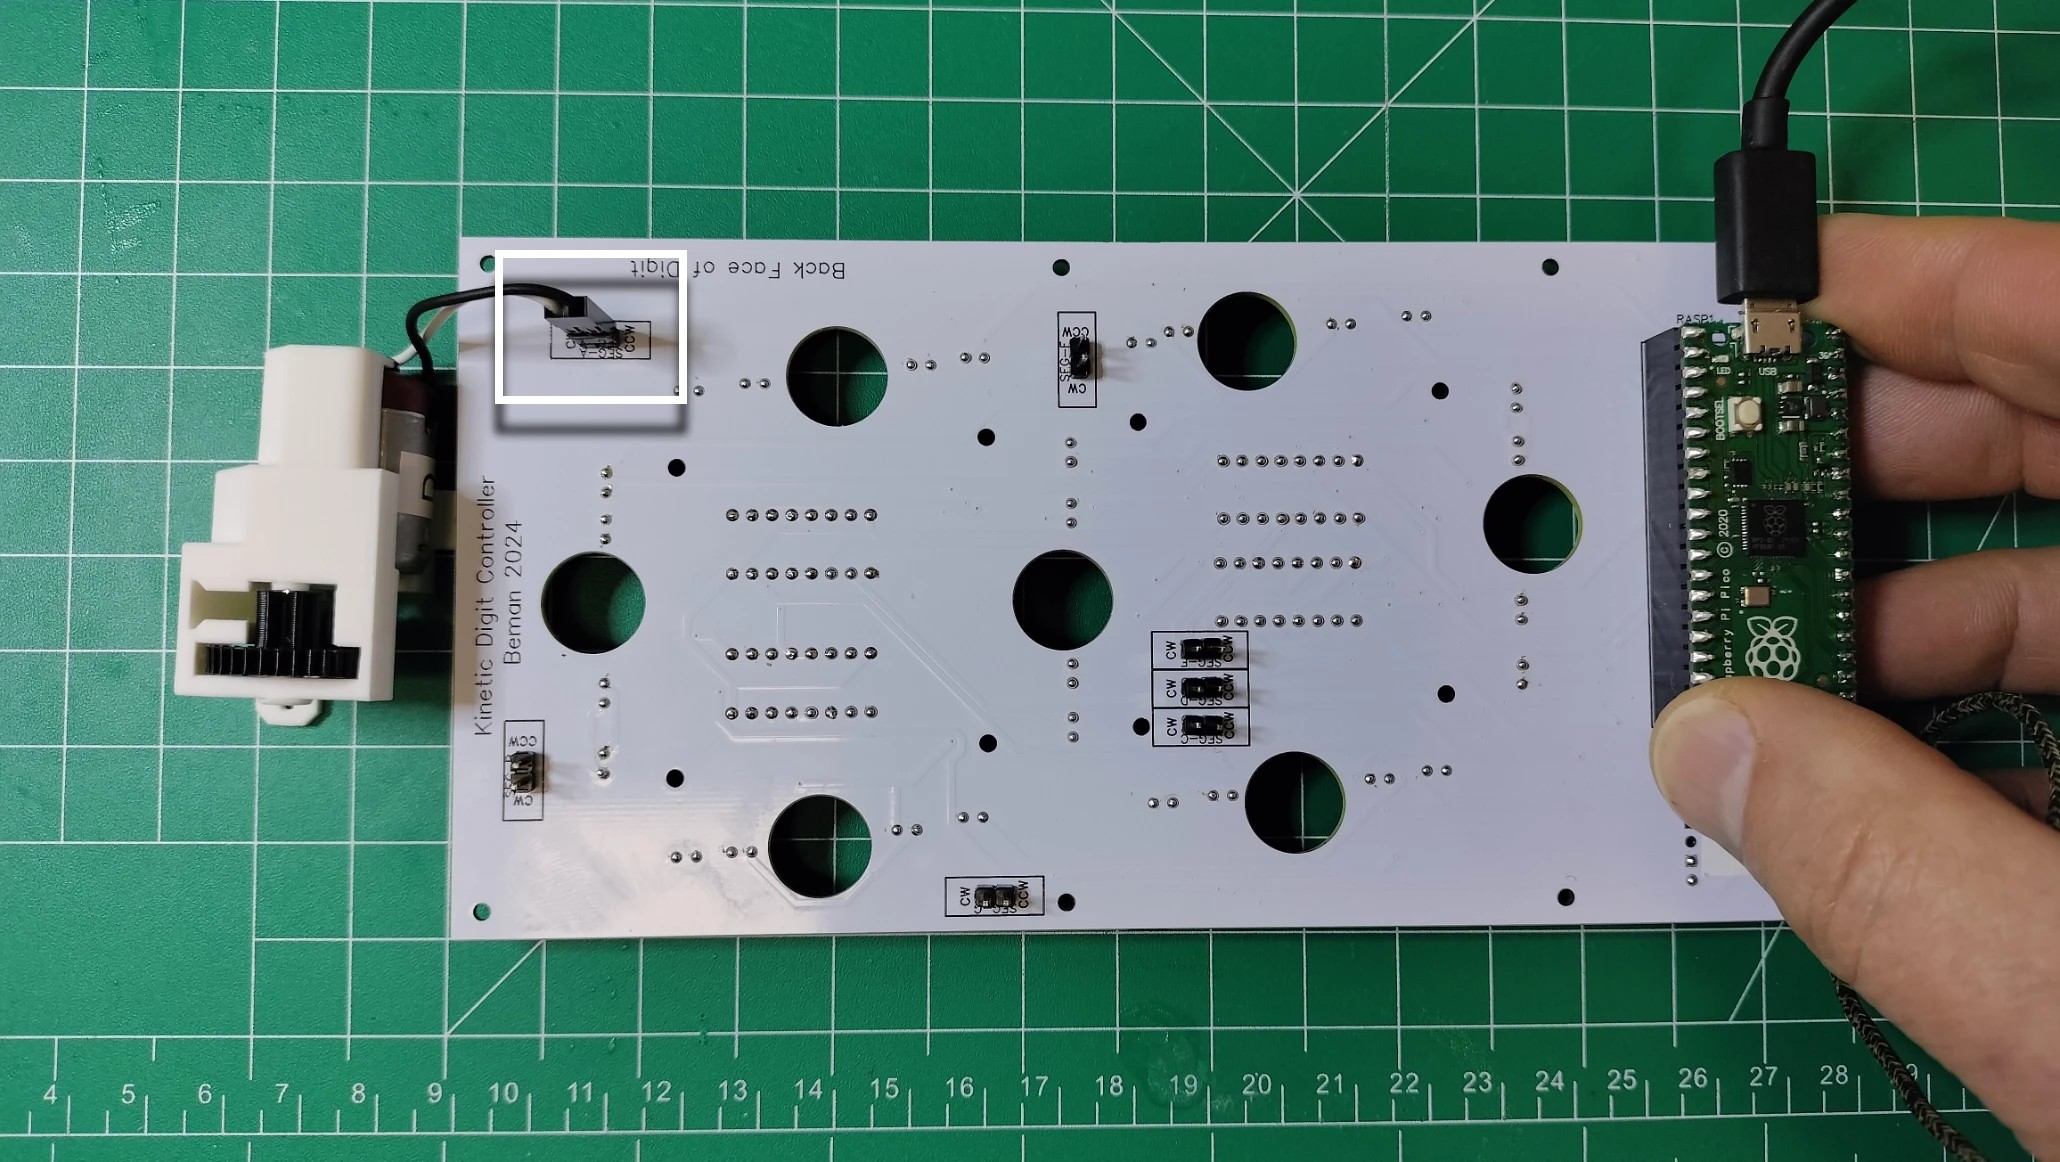 Back Face of Digit
CW
SEG-A
CCW
CCW
SEG-F
CW
RASP1
LED
USB
BOOTSEL
Raspberry Pi Pico © 2020
Kinetic Digit Controller
Beman 2024
CW
SEG-E
CCW
CW
SEG-D
CCW
CW
SEG-C
CCW
CCW
CW
CW
SEG-G
CCW
4 5 6 7 8 9 10 11 12 13 14 15 16 17 18 19 20 21 22 23 24 25 26 27 28